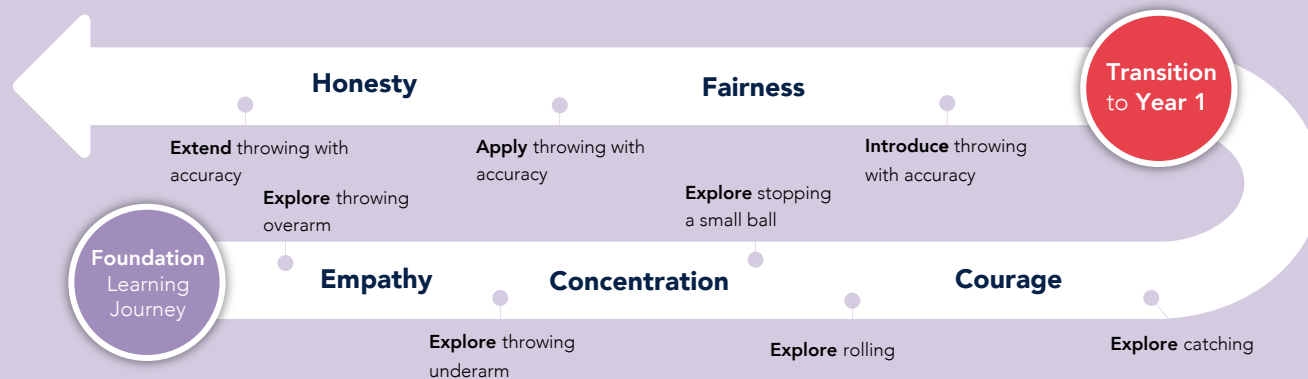 Honesty
Fairness
Transition
to Year 1
Extend throwing with
accuracy
Apply throwing with
accuracy
Introduce throwing
with accuracy
Explore throwing
overarm
Explore stopping
a small ball
Foundation
Learning
Journey
Empathy
Concentration
Courage
Explore throwing
underarm
Explore rolling
Explore catching